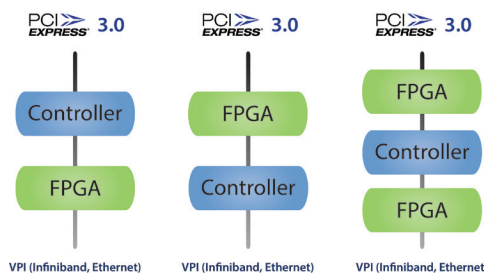 PCI EXPRESS® 3.0
Controller
FPGA
VPI (Infiniband, Ethernet)
PCI EXPRESS® 3.0
FPGA
Controller
VPI (Infiniband, Ethernet)
PCI EXPRESS® 3.0
FPGA
Controller
FPGA
VPI (Infiniband, Ethernet